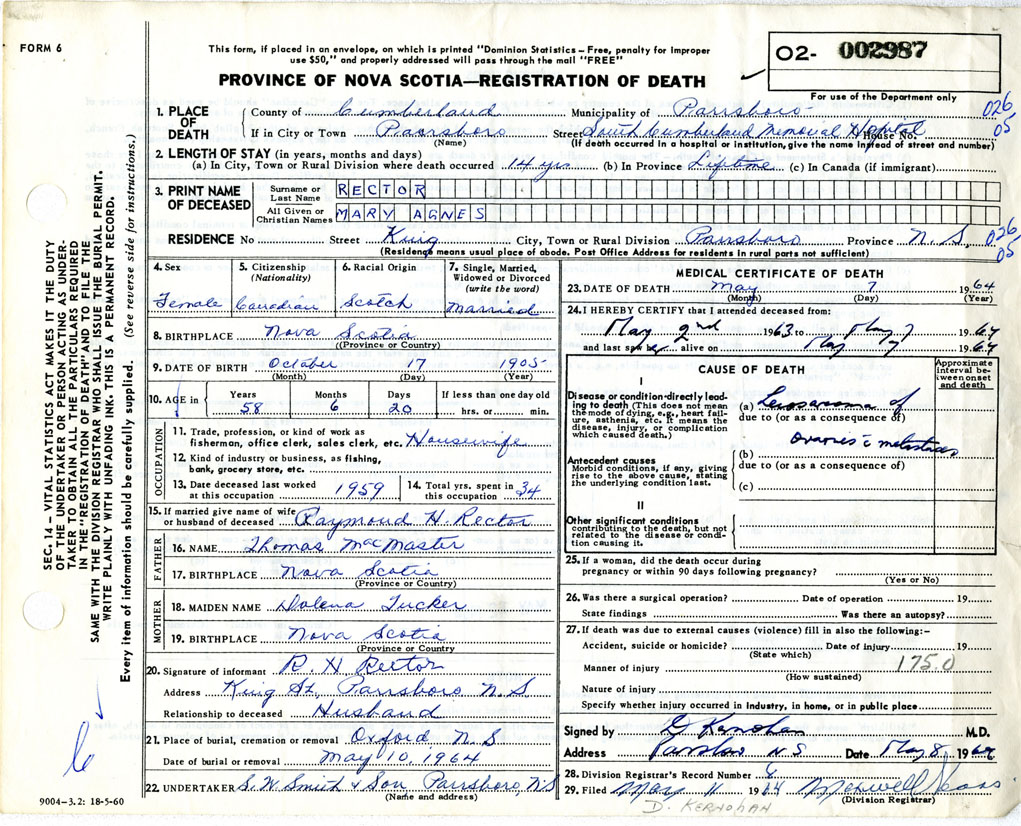 FORM 6
This form, if placed in an envelope, on which is printed "Dominion Statistics – Free, penalty for improper
use $50," and properly addressed will pass through the mail "FREE"
PROVINCE OF NOVA SCOTIA—REGISTRATION OF DEATH
O2- 002987
For use of the Department only
026
05
1. PLACE OF DEATH
County of Cumberland Municipality of Parrsboro
If in City or Town Parrsboro Street South Cumberland Memorial Hospital House No.
(Name) (If death occurred in a hospital or institution, give the name instead of street and number)
2. LENGTH OF STAY (in years, months and days)
(a) In City, Town or Rural Division where death occurred 14 yrs (b) In Province Lifetime (c) In Canada (if immigrant)
3. PRINT NAME OF DECEASED
Surname or Last Name RECTOR
All Given or Christian Names MARY AGNES
RESIDENCE No Street King City, Town or Rural Division Parrsboro Province N.S. 026
05
(Residence means usual place of abode. Post Office Address for residents in rural parts not sufficient)
4. Sex
Female
5. Citizenship
(Nationality)
Canadian
6. Racial Origin
Scotch
7. Single, Married,
Widowed or Divorced
(write the word)
Married
8. BIRTHPLACE Nova Scotia
((Province or Country)
9. DATE OF BIRTH October 17 1905
(Month) (Day) (Year)
10. AGE in
Years Months Days If less than one day old
58 6 20 hrs. or min.
OCCUPATION
11. Trade, profession, or kind of work as
fisherman, office clerk, sales clerk, etc. Housewife
12. Kind of industry or business, as fishing,
bank, grocery store, etc.
13. Date deceased last worked
at this occupation 1959
14. Total yrs. spent in
this occupation 34
15. If married give name of wife
or husband of deceased Raymond H. Rector
FATHER
16. NAME Thomas MacMaster
17. BIRTHPLACE Nova Scotia
(Province or Country)
MOTHER
18. MAIDEN NAME Dolena Tucker
19. BIRTHPLACE Nova Scotia
(Province or Country)
20. Signature of informant R. H Rector
Address King St, Parrsboro N.S
Relationship to deceased Husband
21. Place of burial, cremation or removal Oxford, N.S
Date of burial or removal May 10, 1964
22. UNDERTAKER S. W. Smith & Son, Parrsboro, N.S
(Name and address)
MEDICAL CERTIFICATE OF DEATH
23. DATE OF DEATH May 7 1964
(Month) (Day) (Year)
24. I HEREBY CERTIFY that I attended deceased from:
May 2nd 1963 to May 7 1964
and last saw alive on May 7 1964
CAUSE OF DEATH
Approximate
interval between onset
and death
I
Disease or condition directly leading to death (This does not mean
the mode of dying, e.g., heart failure, asthenia, etc. It means the
disease, injury, or complication
which caused death.)
(a) of
due to (or as a consequence of)
ovaries c̄ metastases
Antecedent causes
Morbid conditions, if any, giving
rise to the above cause, stating
the underlying condition last.
(b)
due to (or as a consequence of)
(c)
II
Other significant conditions
contributing to the death, but not
related to the disease or condition causing it.
25. If a woman, did the death occur during
pregnancy or within 90 days following pregnancy?
(Yes or No)
26. Was there a surgical operation? Date of operation 19
State findings Was there an autopsy?
27. If death was due to external causes (violence) fill in also the following:–
Accident, suicide or homicide? Date of injury 19
(State which)
Manner of injury 175.0
(How sustained)
Nature of injury
Specify whether injury occurred in industry, in home, or in public place
Signed by D Kernohan M.D.
Address Parrsboro N.S Date May 8 1964
28. Division Registrar's Record Number 6
29. Filed May 11 1964 Maxwell
(Division Registrar)
D. KERNOHAN
SEC. 14 – VITAL STATISTICS ACT MAKES IT THE DUTY
OF THE UNDERTAKER OR PERSON ACTING AS UNDER-
TAKER TO OBTAIN ALL THE PARTICULARS REQUIRED
IN THE "REGISTRATION OF DEATH" AND TO FILE THE
SAME WITH THE DIVISION REGISTRAR WHO SHALL ISSUE THE BURIAL PERMIT.
WRITE PLAINLY WITH UNFADING INK. THIS IS A PERMANENT RECORD.
Every item of information should be carefully supplied. (See reverse side for instructions.)
6
9004–3.2: 18-5-60